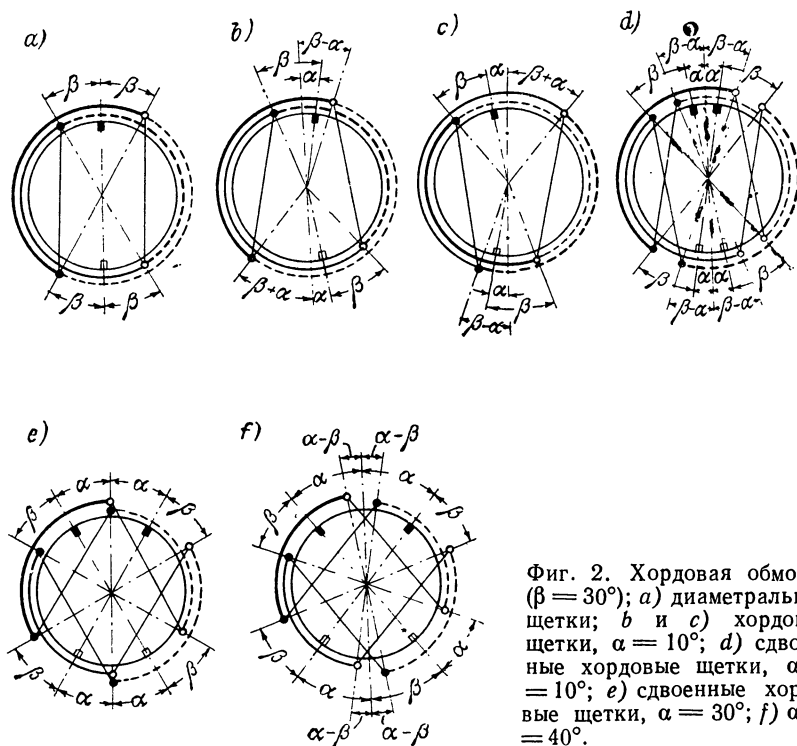 a)
b)
c)
d)
β β
β β-α α
β α β+α
β β-α α α β-α β
β β
β+α α β
α β-α β
β α α β
β-α β-α
e)
f)
β α α β
α-β α-β
α α β
β α α β
β α β α
α-β α-β
Фиг. 2. Хордовая обмо
(β = 30°); a) диаметраль
щетки; b и c) хордо
щетки, α = 10°; d) сдво
ные хордовые щетки, α
= 10°; e) сдвоенные хор
вые щетки, α = 30°; f) α
= 40°.